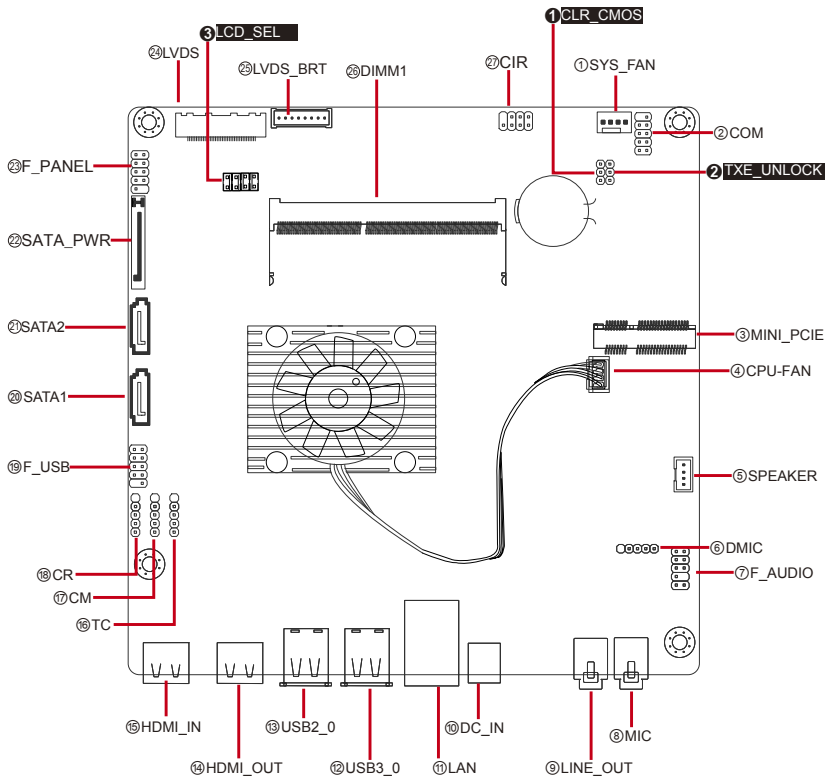 ❶CLR_CMOS
❸LCD_SEL
㉔LVDS
㉕LVDS_BRT
㉖DIMM1
㉗CIR
①SYS_FAN
②COM
㉓F_PANEL
❷TXE_UNLOCK
㉒SATA_PWR
㉑SATA2
③MINI_PCIE
④CPU-FAN
⑳SATA1
⑲F_USB
⑤SPEAKER
⑥DMIC
⑱CR
⑦F_AUDIO
⑰CM
⑯TC
⑮HDMI_IN
⑬USB2_0
⑩DC_IN
⑧MIC
⑭HDMI_OUT
⑫USB3_0
⑪LAN
⑨LINE_OUT